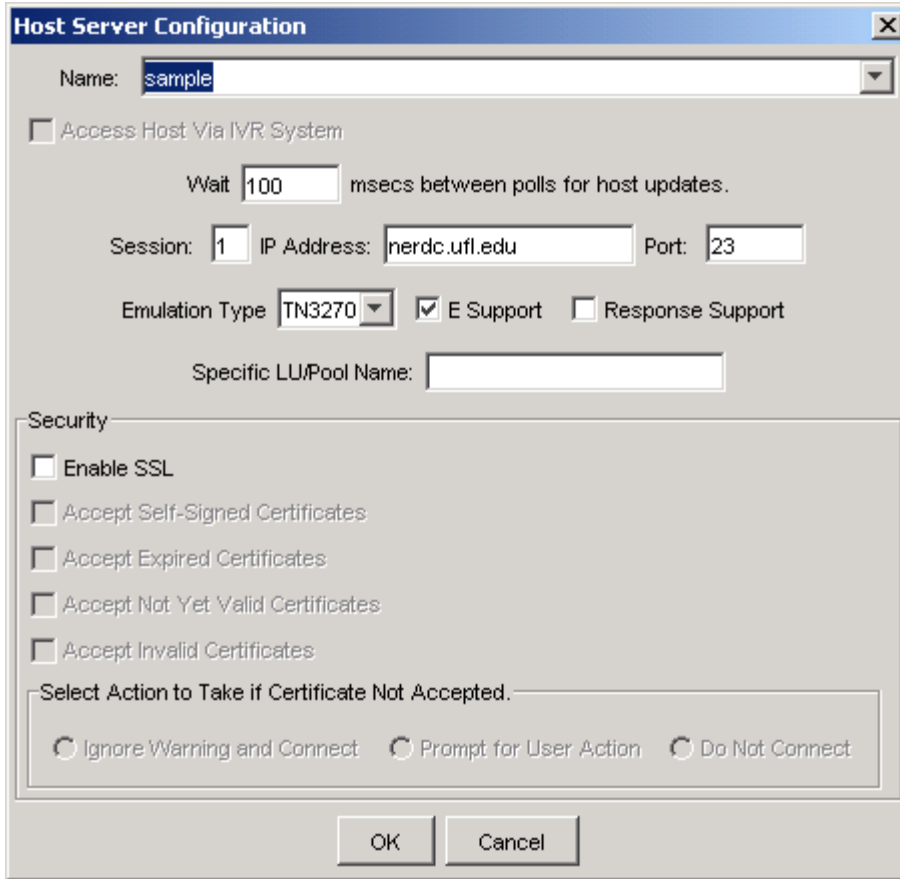 Host Server Configuration
Name: sample
Access Host Via IVR System
Wait 100 msecs between polls for host updates.
Session: 1 IP Address: nerdc.ufl.edu Port: 23
Emulation Type TN3270 E Support Response Support
Specific LU/Pool Name:
Security
Enable SSL
Accept Self-Signed Certificates
Accept Expired Certificates
Accept Not Yet Valid Certificates
Accept Invalid Certificates
Select Action to Take if Certificate Not Accepted.
Ignore Warning and Connect Prompt for User Action Do Not Connect
OK Cancel